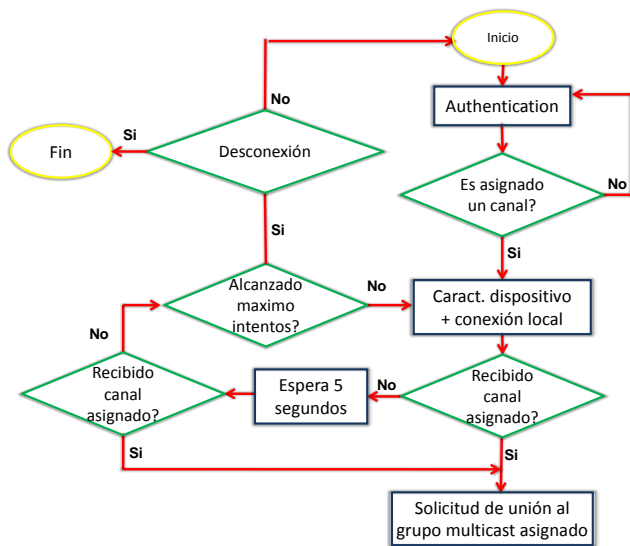 Inicio
No
Authentication
Si
Fin
Desconexión
Es asignado
un canal?
No
Si
Si
Alcanzado
maximo
intentos?
No
Caract. dispositivo
+ conexión local
No
Recibido
canal
asignado?
Espera 5
segundos
No
Recibido
canal
asignado?
Si
Si
Solicitud de unión al
grupo multicast asignado